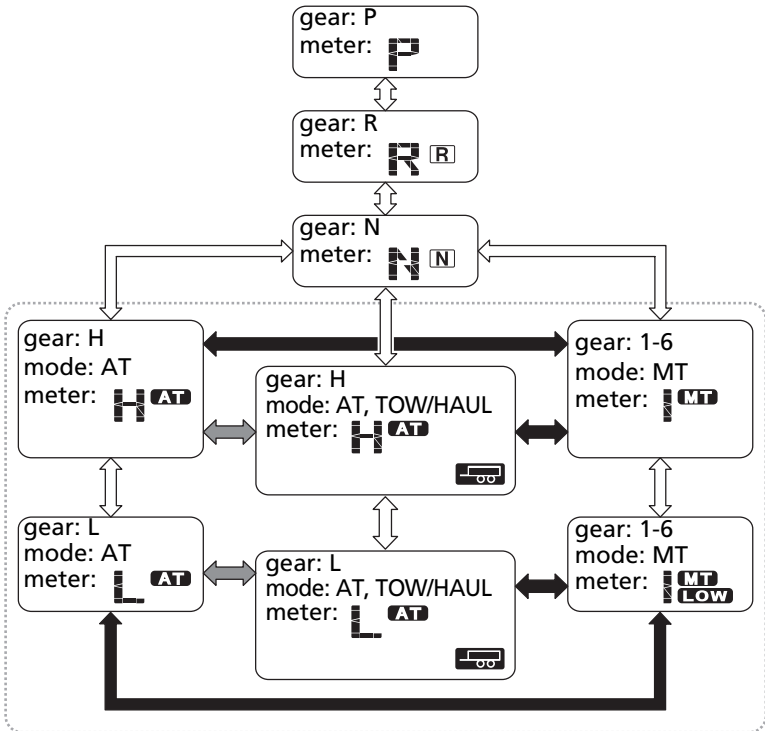 gear: P
meter: P
gear: R
meter: R R
gear: N
meter: N N
gear: H
mode: AT
meter: H AT
gear: H
mode: AT, TOW/HAUL
meter: H AT
gear: 1-6
mode: MT
meter: 1 MT
gear: L
mode: AT
meter: L AT
gear: L
mode: AT, TOW/HAUL
meter: L AT
gear: 1-6
mode: MT
meter: 1 MT
LOW